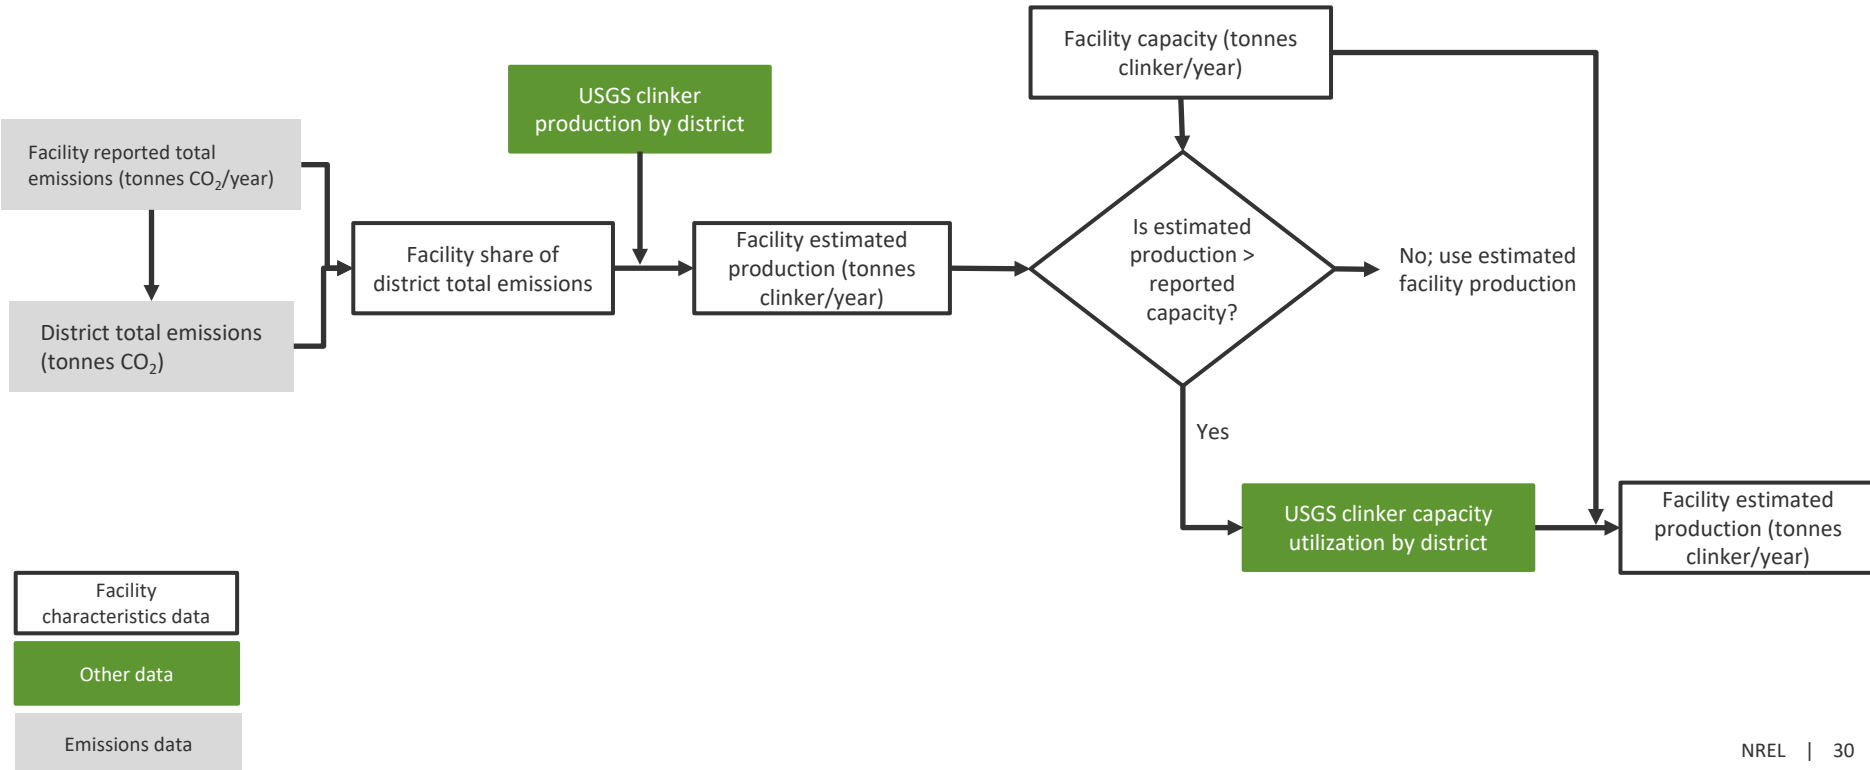 Facility capacity (tonnes
clinker/year)
USGS clinker
production by district
Facility reported total
emissions (tonnes CO₂/year)
Facility share of
district total emissions
Facility estimated
production (tonnes
clinker/year)
Is estimated
production >
reported
capacity?
No; use estimated
facility production
District total emissions
(tonnes CO₂)
Yes
USGS clinker capacity
utilization by district
Facility estimated
production (tonnes
clinker/year)
Facility
characteristics data
Other data
Emissions data
NREL | 30